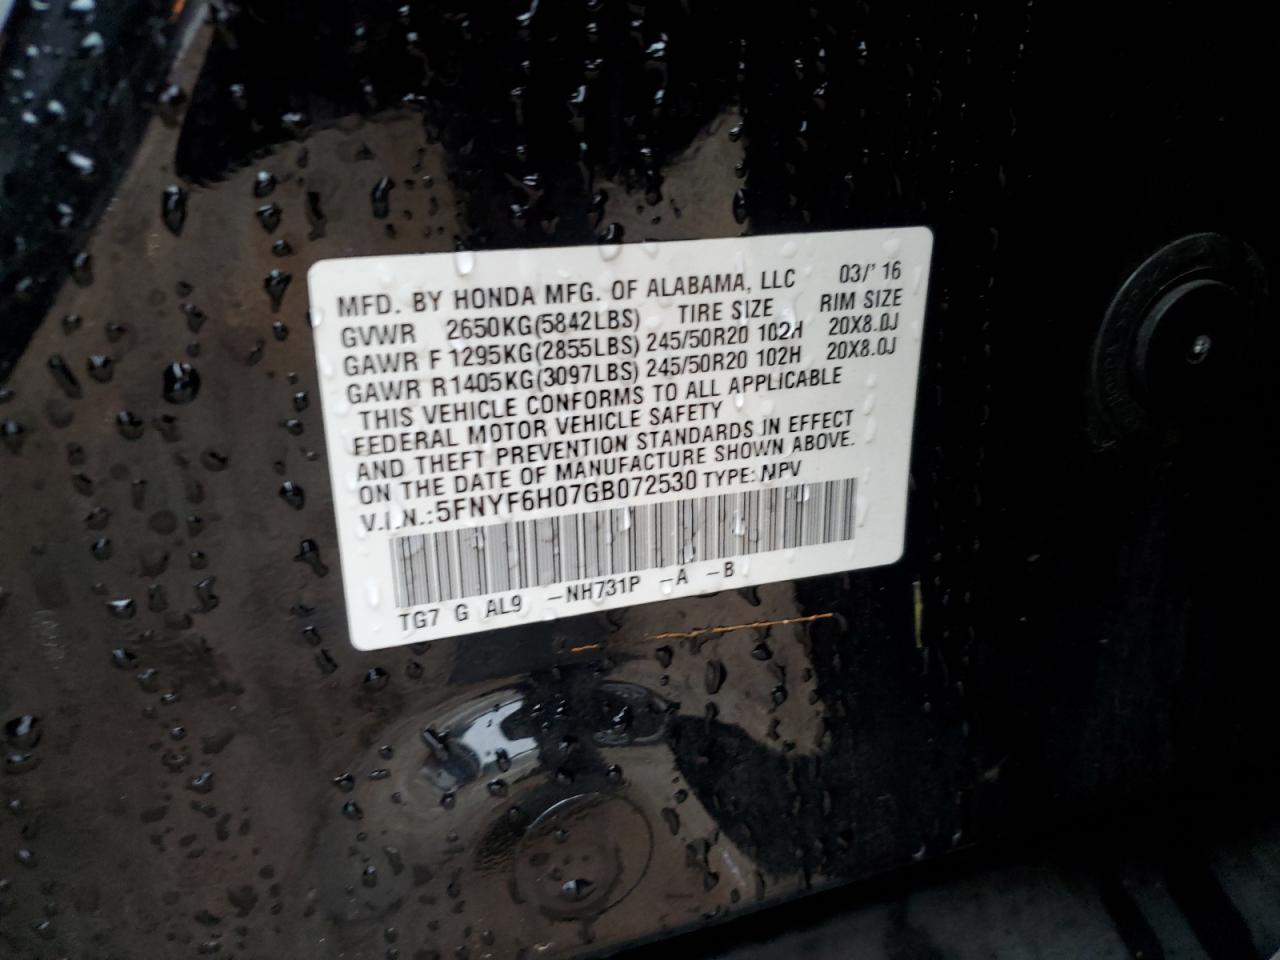 MFD. BY HONDA MFG. OF ALABAMA, LLC 03/'16
GVWR 2650KG(5842LBS) TIRE SIZE RIM SIZE
GAWR F 1295KG(2855LBS) 245/50R20 102H 20X8.0J
GAWR R1405KG(3097LBS) 245/50R20 102H 20X8.0J
THIS VEHICLE CONFORMS TO ALL APPLICABLE
FEDERAL MOTOR VEHICLE SAFETY
AND THEFT PREVENTION STANDARDS IN EFFECT
ON THE DATE OF MANUFACTURE SHOWN ABOVE.
V.I.N.:5FNYF6H07GB072530 TYPE: MPV
TG7 G AL9 -NH731P -A -B